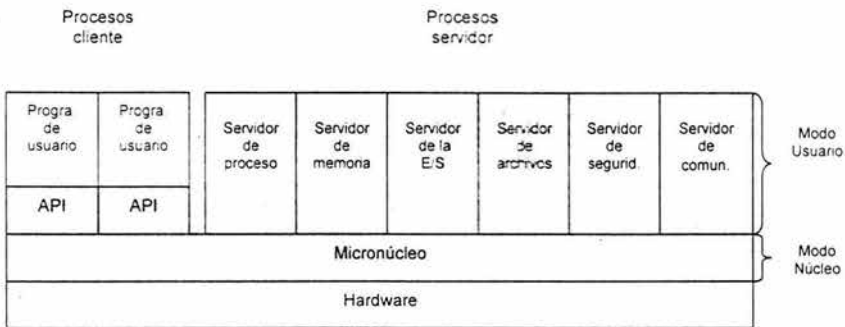 Procesos
cliente
Procesos
servidor
Progra
de
usuario
Progra
de
usuario
Servidor
de
proceso
Servidor
de
memoria
Servidor
de la
E/S
Servidor
de
archivos
Servidor
de
segurid.
Servidor
de
comun.
Modo
Usuario
API
API
Micronúcleo
Modo
Núcleo
Hardware